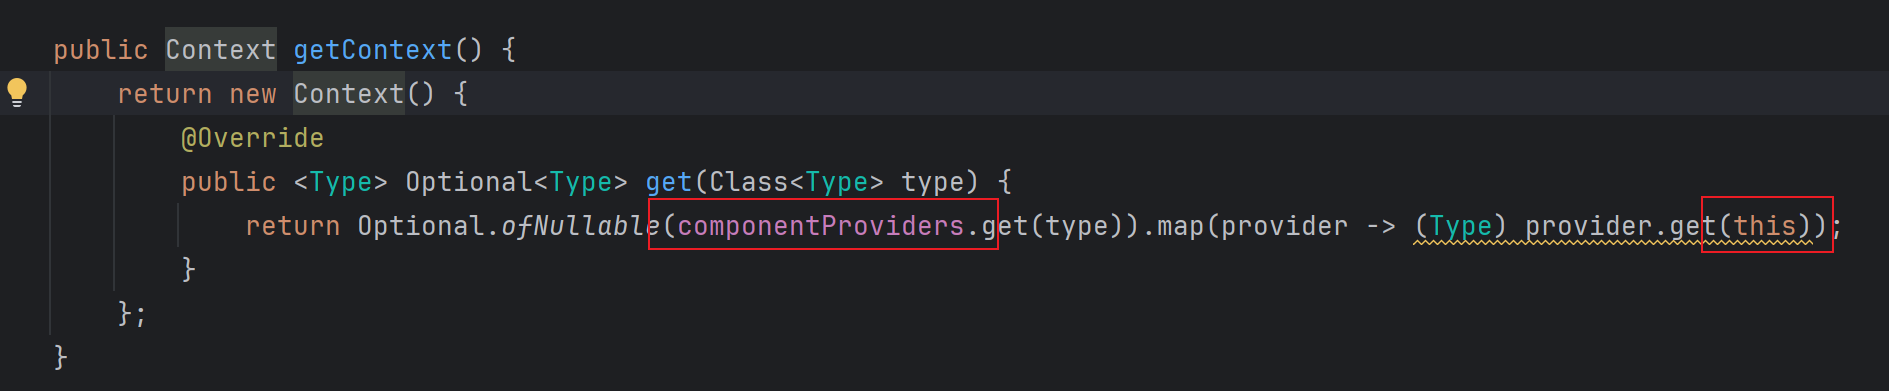 public Context getContext() {
return new Context() {
@Override
public <Type> Optional<Type> get(Class<Type> type) {
return Optional.ofNullable(componentProviders.get(type)).map(provider -> (Type) provider.get(this));
}
};
}